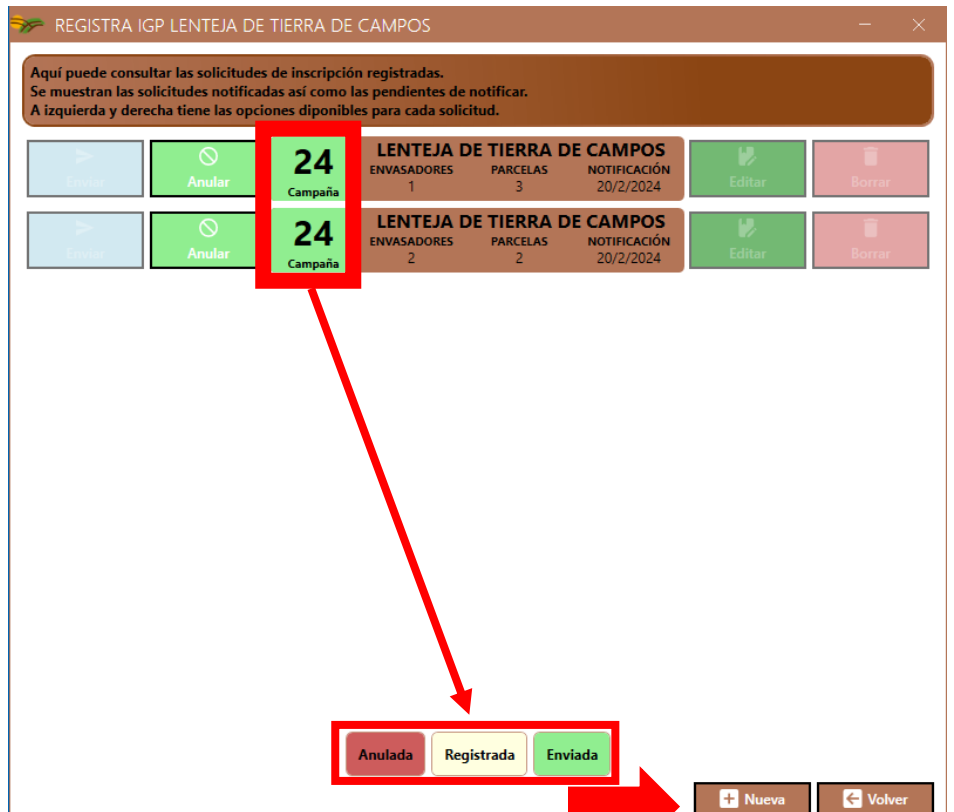 REGISTRA IGP LENTEJA DE TIERRA DE CAMPOS
Aquí puede consultar las solicitudes de inscripción registradas.
Se muestran las solicitudes notificadas así como las pendientes de notificar.
A izquierda y derecha tiene las opciones diponibles para cada solicitud.
Enviar
Anular
24
Campaña
LENTEJA DE TIERRA DE CAMPOS
ENVASADORES PARCELAS NOTIFICACIÓN
1 3 20/2/2024
Editar
Borrar
Enviar
Anular
24
Campaña
LENTEJA DE TIERRA DE CAMPOS
ENVASADORES PARCELAS NOTIFICACIÓN
2 2 20/2/2024
Editar
Borrar
Anulada Registrada Enviada
Nueva Volver